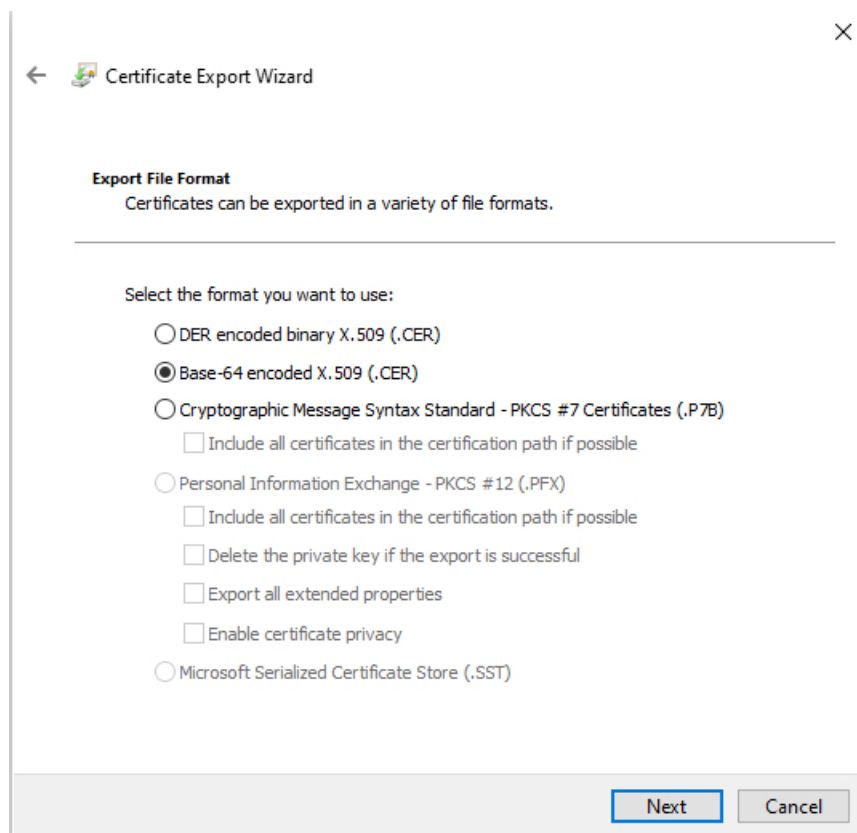 Certificate Export Wizard
Export File Format
Certificates can be exported in a variety of file formats.
Select the format you want to use:
DER encoded binary X.509 (.CER)
Base-64 encoded X.509 (.CER)
Cryptographic Message Syntax Standard - PKCS #7 Certificates (.P7B)
Include all certificates in the certification path if possible
Personal Information Exchange - PKCS #12 (.PFX)
Include all certificates in the certification path if possible
Delete the private key if the export is successful
Export all extended properties
Enable certificate privacy
Microsoft Serialized Certificate Store (.SST)
Next Cancel